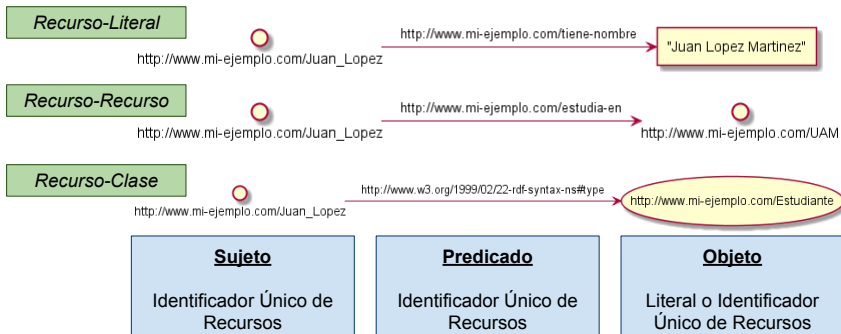 Recurso-Literal
http://www.mi-ejemplo.com/tiene-nombre
"Juan Lopez Martinez"
http://www.mi-ejemplo.com/Juan_Lopez
Recurso-Recurso
http://www.mi-ejemplo.com/estudia-en
http://www.mi-ejemplo.com/Juan_Lopez
http://www.mi-ejemplo.com/UAM
Recurso-Clase
http://www.w3.org/1999/02/22-rdf-syntax-ns#type
http://www.mi-ejemplo.com/Estudiante
http://www.mi-ejemplo.com/Juan_Lopez
Sujeto
Identificador Único de
Recursos
Predicado
Identificador Único de
Recursos
Objeto
Literal o Identificador
Único de Recursos